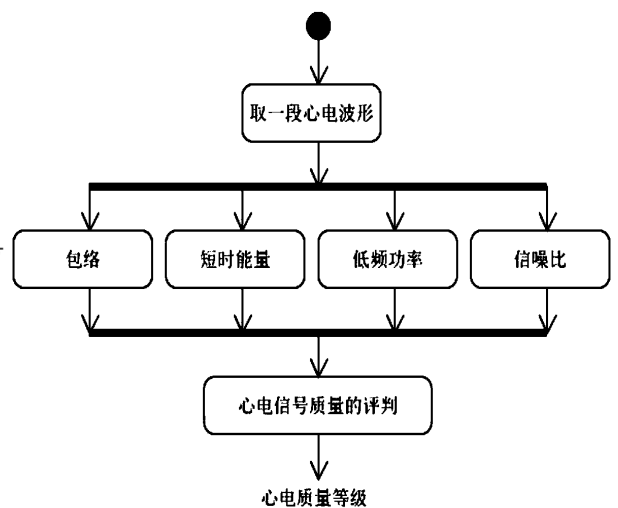 取一段心电波形
包络
短时能量
低频功率
信噪比
心电信号质量的评判
心电质量等级